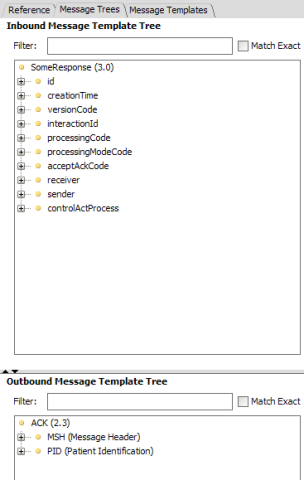 Reference Message Trees Message Templates
Inbound Message Template Tree
Filter: Match Exact
SomeResponse (3.0)
id
creationTime
versionCode
interactionId
processingCode
processingModeCode
acceptAckCode
receiver
sender
controlActProcess
Outbound Message Template Tree
Filter: Match Exact
ACK (2.3)
MSH (Message Header)
PID (Patient Identification)